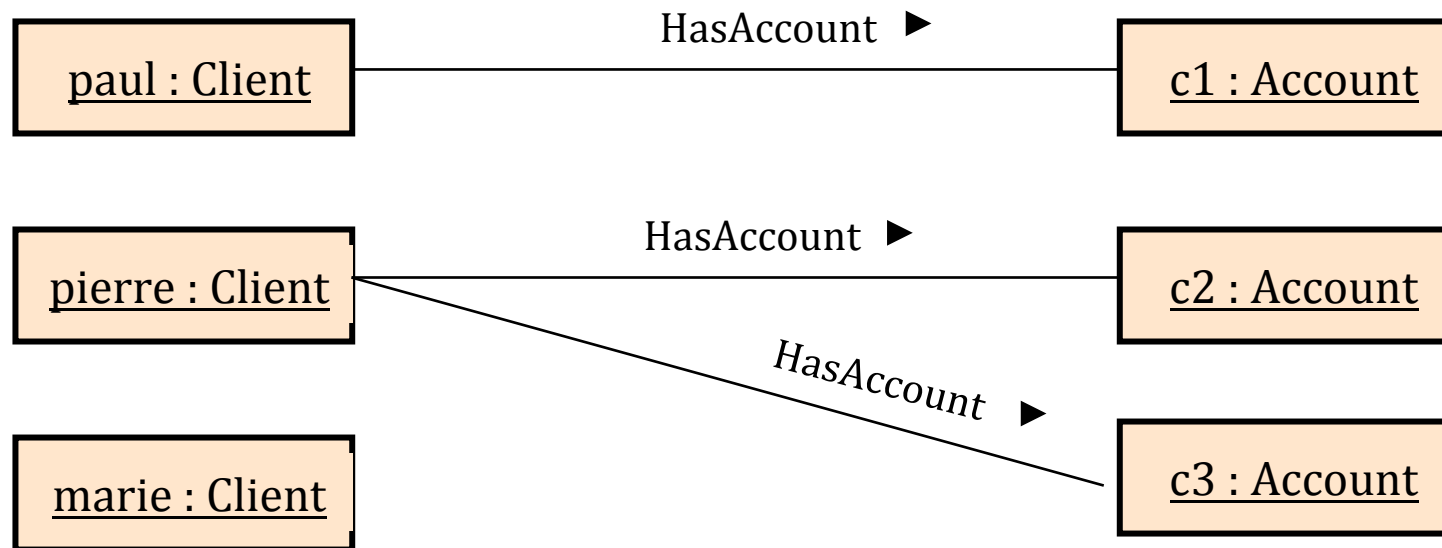 HasAccount ►
paul : Client
c1 : Account
HasAccount ►
pierre : Client
c2 : Account
HasAccount ►
marie : Client
c3 : Account